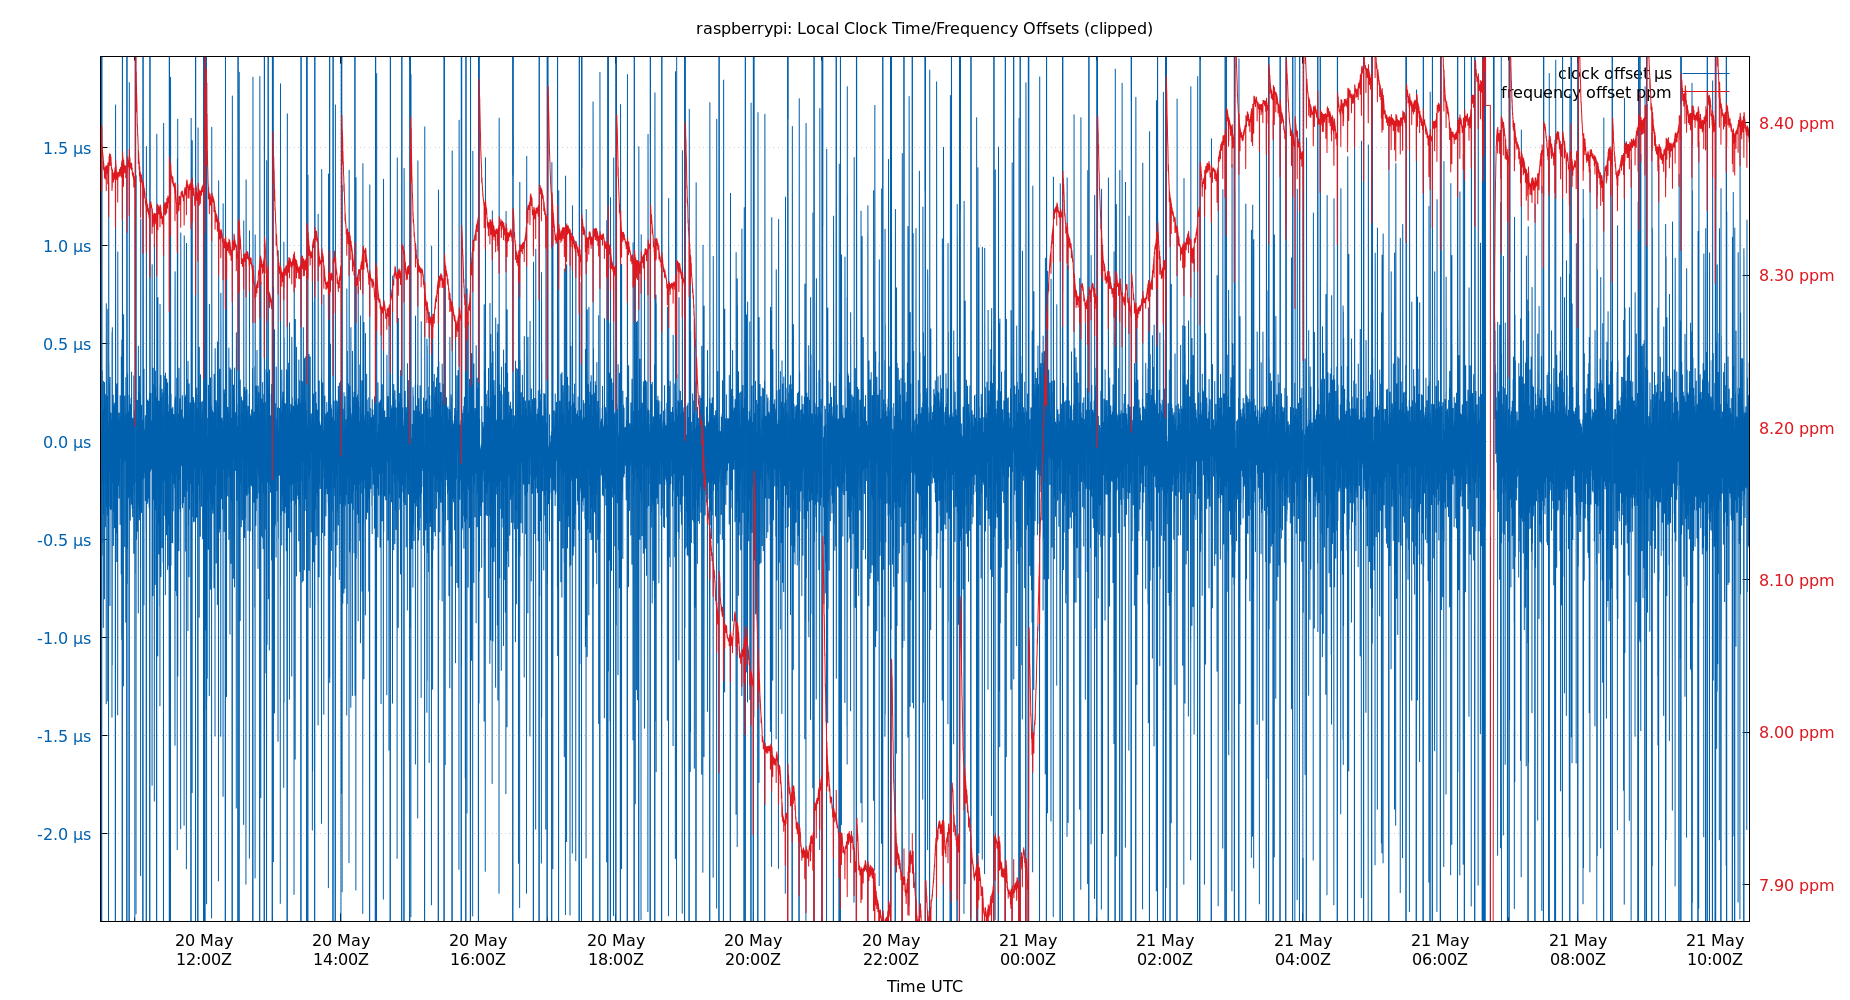 raspberrypi: Local Clock Time/Frequency Offsets (clipped)
clock offset µs
frequency offset ppm
1.5 µs
1.0 µs
0.5 µs
0.0 µs
-0.5 µs
-1.0 µs
-1.5 µs
-2.0 µs
8.40 ppm
8.30 ppm
8.20 ppm
8.10 ppm
8.00 ppm
7.90 ppm
20 May
12:00Z
20 May
14:00Z
20 May
16:00Z
20 May
18:00Z
20 May
20:00Z
20 May
22:00Z
21 May
00:00Z
21 May
02:00Z
21 May
04:00Z
21 May
06:00Z
21 May
08:00Z
21 May
10:00Z
Time UTC